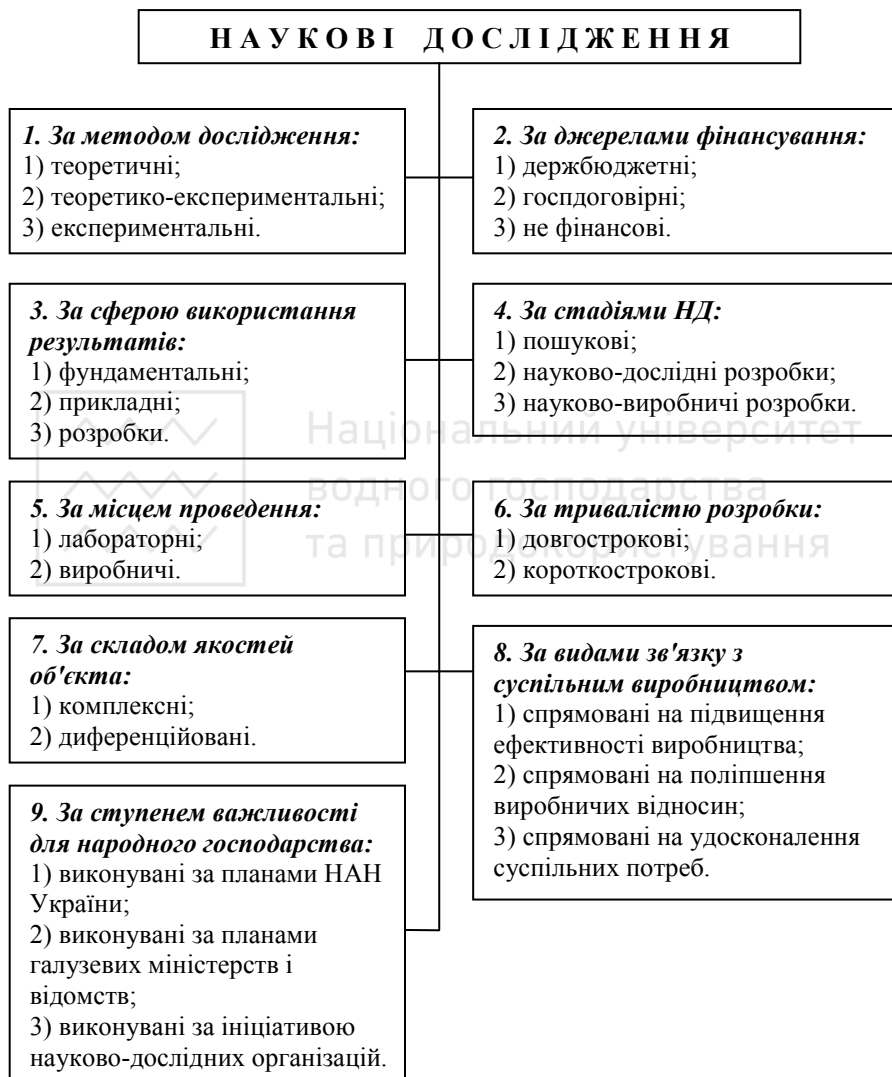 НАУКОВІ ДОСЛІДЖЕННЯ
1. За методом дослідження:
1) теоретичні;
2) теоретико-експериментальні;
3) експериментальні.
2. За джерелами фінансування:
1) держбюджетні;
2) госпдоговірні;
3) не фінансові.
3. За сферою використання
результатів:
1) фундаментальні;
2) прикладні;
3) розробки.
4. За стадіями НД:
1) пошукові;
2) науково-дослідні розробки;
3) науково-виробничі розробки.
Національний університет
водного господарства
та природокористування
5. За місцем проведення:
1) лабораторні;
2) виробничі.
6. За тривалістю розробки:
1) довгострокові;
2) короткострокові.
7. За складом якостей
об'єкта:
1) комплексні;
2) диференційовані.
8. За видами зв'язку з
суспільним виробництвом:
1) спрямовані на підвищення
ефективності виробництва;
2) спрямовані на поліпшення
виробничих відносин;
3) спрямовані на удосконалення
суспільних потреб.
9. За ступенем важливості
для народного господарства:
1) виконувані за планами НАН
України;
2) виконувані за планами
галузевих міністерств і
відомств;
3) виконувані за ініціативою
науково-дослідних організацій.